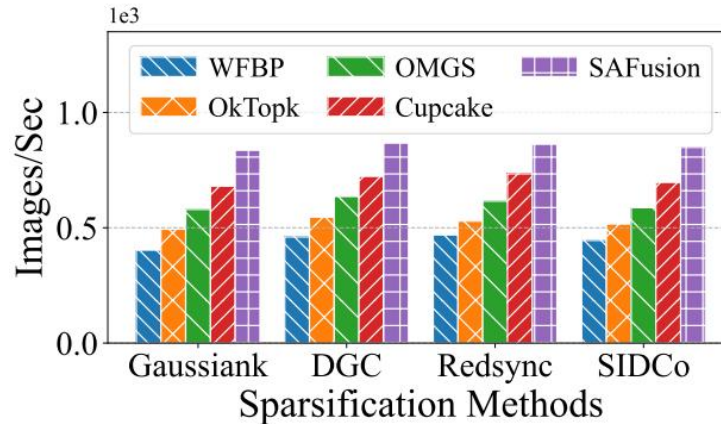 1e3
WFBP OMGS SAFusion
OkTopk Cupcake
Images/Sec
1.0
0.5
0.0
Gaussiank DGC Redsync SIDCo
Sparsification Methods